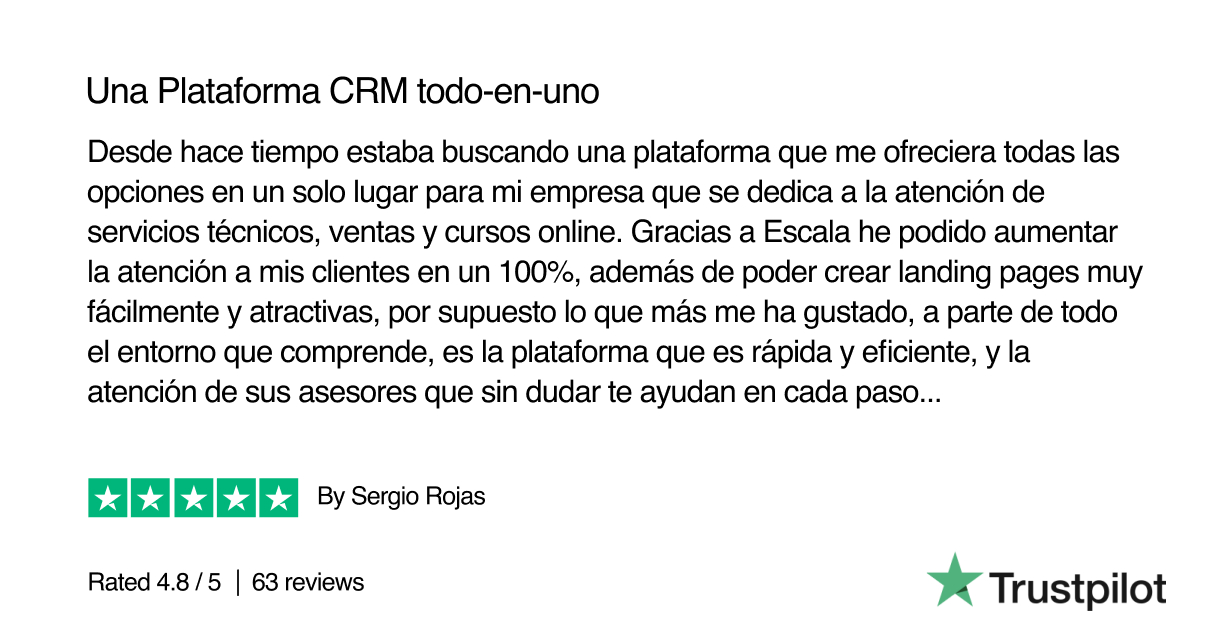 Una Plataforma CRM todo-en-uno
Desde hace tiempo estaba buscando una plataforma que me ofreciera todas las
opciones en un solo lugar para mi empresa que se dedica a la atención de
servicios técnicos, ventas y cursos online. Gracias a Escala he podido aumentar
la atención a mis clientes en un 100%, además de poder crear landing pages muy
fácilmente y atractivas, por supuesto lo que más me ha gustado, a parte de todo
el entorno que comprende, es la plataforma que es rápida y eficiente, y la
atención de sus asesores que sin dudar te ayudan en cada paso...
By Sergio Rojas
Rated 4.8 / 5 | 63 reviews
Trustpilot